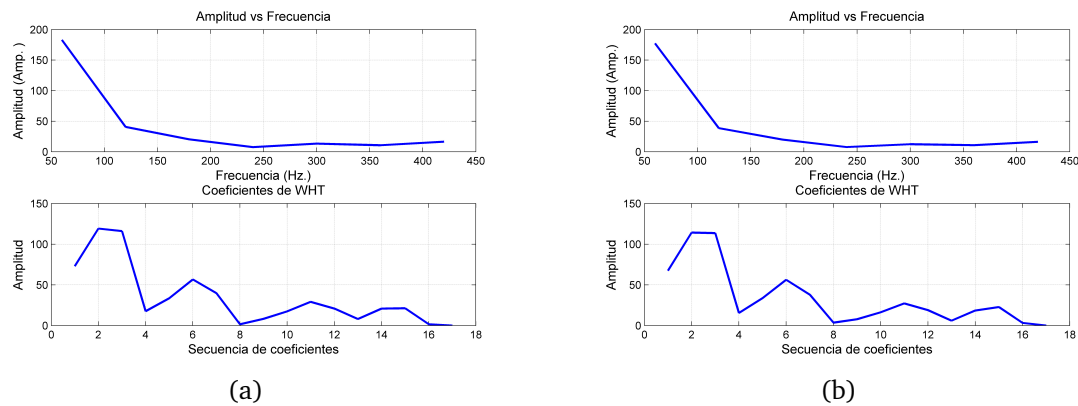 Amplitud vs Frecuencia
200
150
100
50
0
Amplitud (Amp.)
50 100 150 200 250 300 350 400 450
Frecuencia (Hz.)
Coeficientes de WHT
150
100
50
0
Amplitud
0 2 4 6 8 10 12 14 16 18
Secuencia de coeficientes
(a)
Amplitud vs Frecuencia
200
150
100
50
0
Amplitud (Amp. )
50 100 150 200 250 300 350 400 450
Frecuencia (Hz.)
Coeficientes de WHT
150
100
50
0
Amplitud
0 2 4 6 8 10 12 14 16 18
Secuencia de coeficientes
(b)